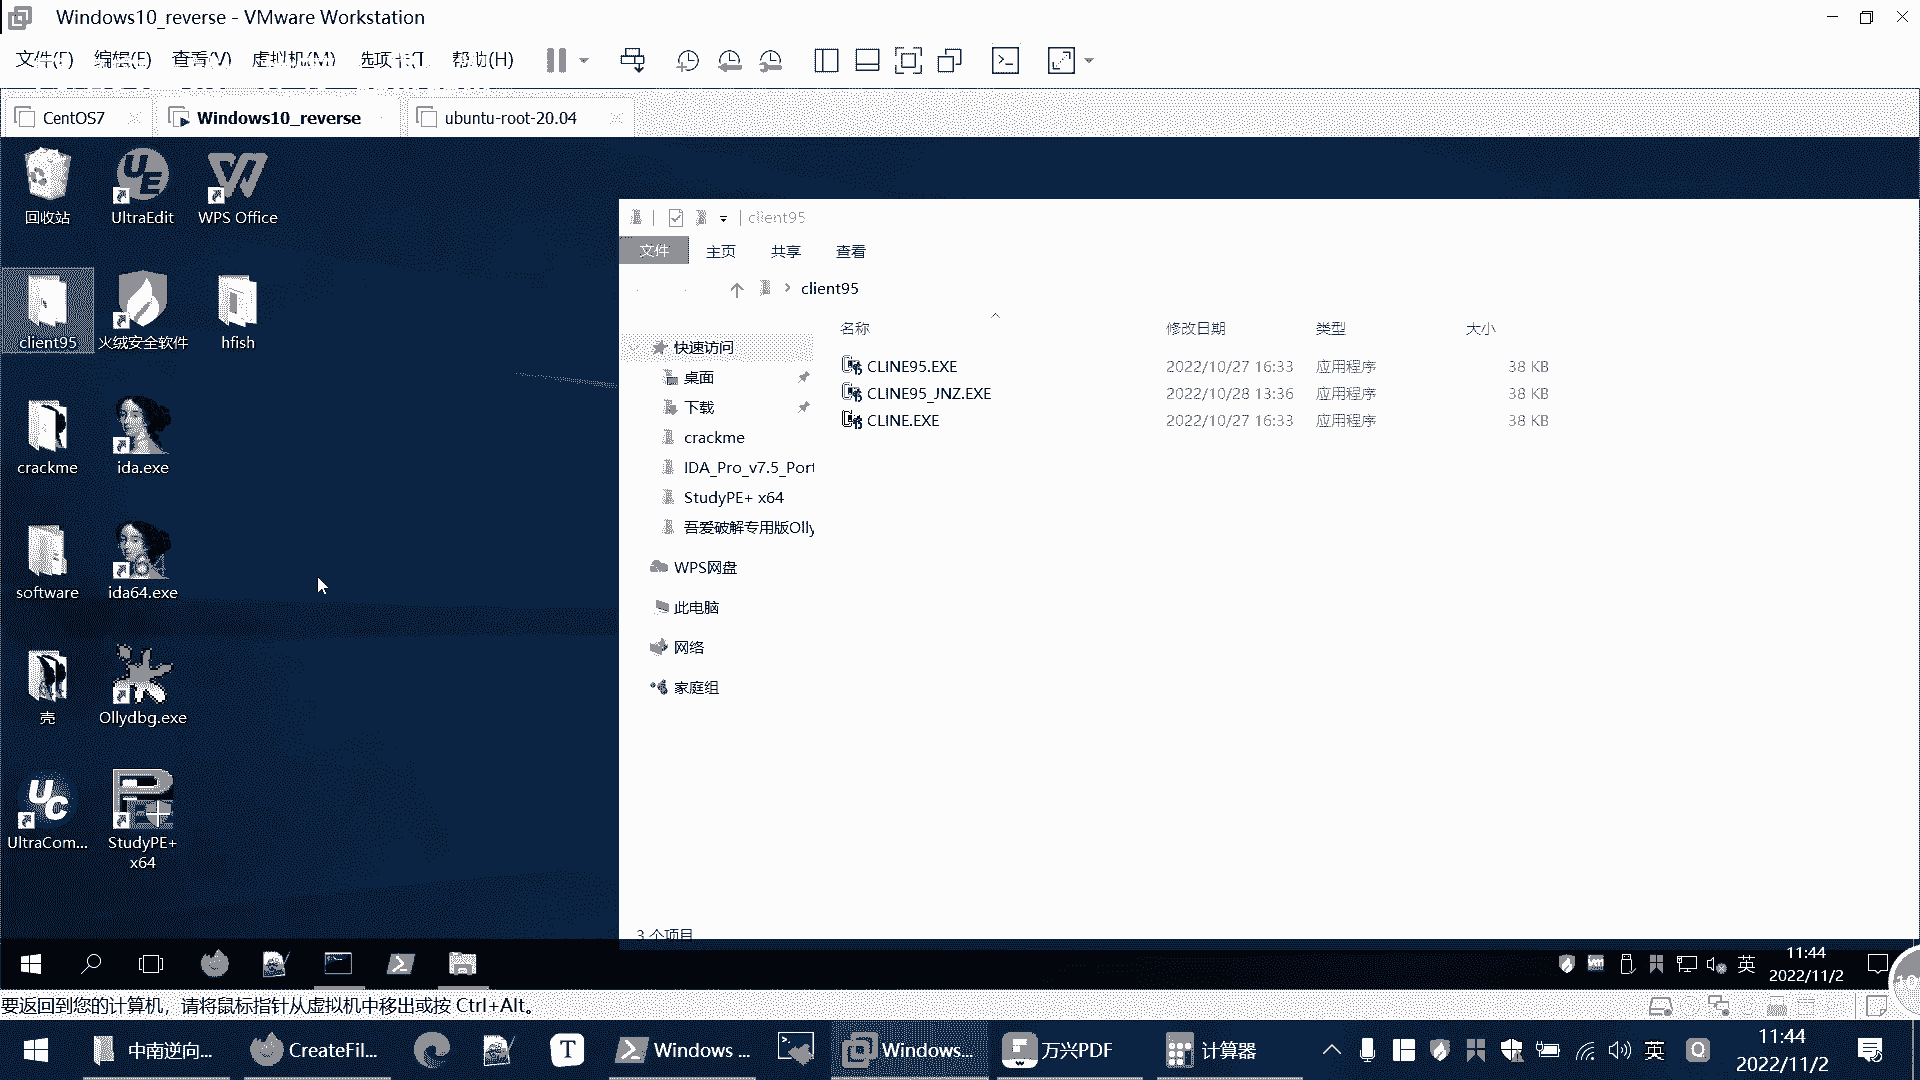 Windows10_reverse - VMware Workstation
文件(F) 编辑(E) 查看(V) 虚拟机(M) 选项卡(T) 帮助(H)
CentOS7 Windows10_reverse ubuntu-root-20.04
回收站 UltraEdit WPS Office
client95 火绒安全软件 hfish
crackme ida.exe
software ida64.exe
壳 Ollydbg.exe
UltraCom... StudyPE+ x64
client95
文件 主页 共享 查看
client95
名称 修改日期 类型 大小
快速访问
桌面
下载
crackme
IDA_Pro_v7.5_Port
StudyPE+ x64
吾爱破解专用版Olly
WPS网盘
此电脑
网络
家庭组
CLINE95.EXE 2022/10/27 16:33 应用程序 38 KB
CLINE95_JNZ.EXE 2022/10/28 13:36 应用程序 38 KB
CLINE.EXE 2022/10/27 16:33 应用程序 38 KB
3 个项目
英 11:44
2022/11/2
要返回到您的计算机，请将鼠标指针从虚拟机中移出或按 Ctrl+Alt。
中南逆向... CreateFil... Windows ... Windows... 万兴PDF 计算器 英 11:44
2022/11/2